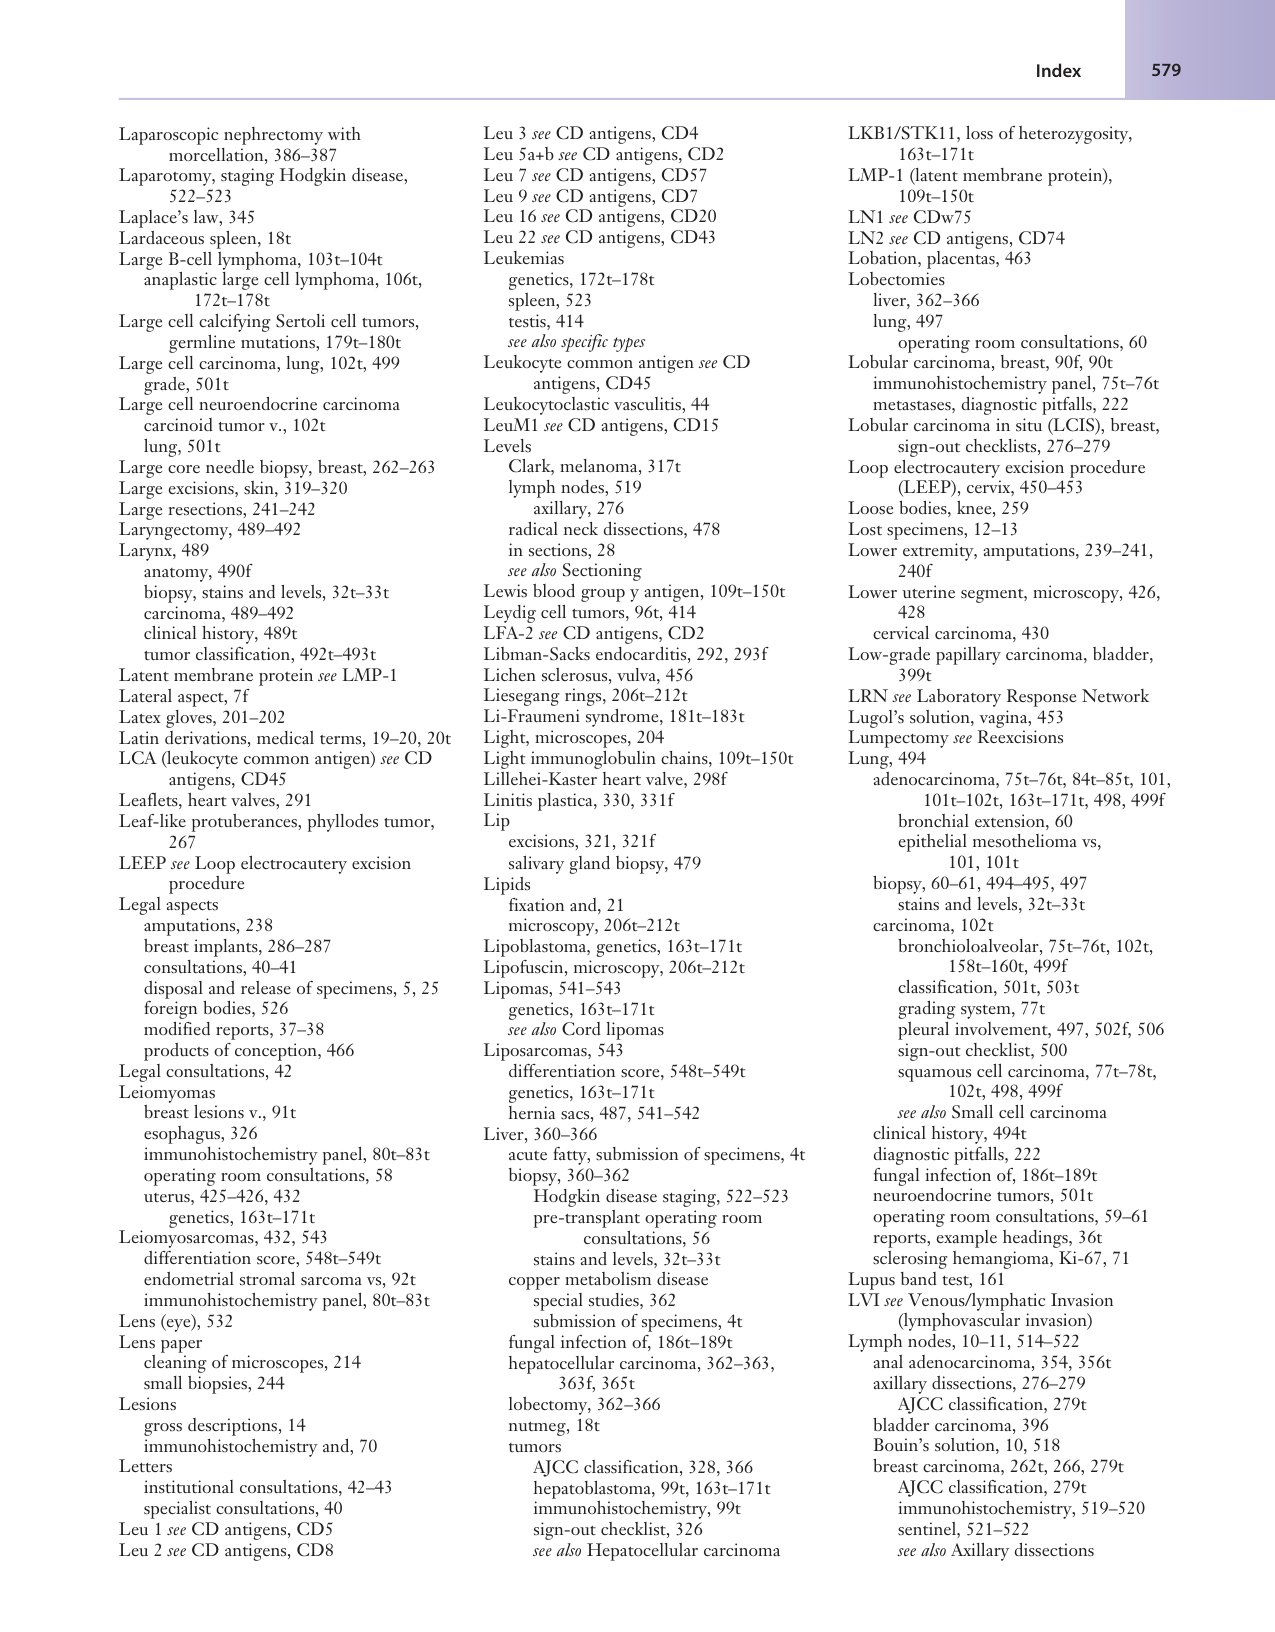 Index
579
Laparoscopic nephrectomy with
morcellation, 386–387
Laparotomy, staging Hodgkin disease,
522–523
Laplace’s law, 345
Lardaceous spleen, 18t
Large B-cell lymphoma, 103t–104t
anaplastic large cell lymphoma, 106t,
172t–178t
Large cell calcifying Sertoli cell tumors,
germline mutations, 179t–180t
Large cell carcinoma, lung, 102t, 499
grade, 501t
Large cell neuroendocrine carcinoma
carcinoid tumor v., 102t
lung, 501t
Large core needle biopsy, breast, 262–263
Large excisions, skin, 319–320
Large resections, 241–242
Laryngectomy, 489–492
Larynx, 489
anatomy, 490f
biopsy, stains and levels, 32t–33t
carcinoma, 489–492
clinical history, 489t
tumor classification, 492t–493t
Latent membrane protein see LMP-1
Lateral aspect, 7f
Latex gloves, 201–202
Latin derivations, medical terms, 19–20, 20t
LCA (leukocyte common antigen) see CD
antigens, CD45
Leaflets, heart valves, 291
Leaf-like protuberances, phyllodes tumor,
267
LEEP see Loop electrocautery excision
procedure
Legal aspects
amputations, 238
breast implants, 286–287
consultations, 40–41
disposal and release of specimens, 5, 25
foreign bodies, 526
modified reports, 37–38
products of conception, 466
Legal consultations, 42
Leiomyomas
breast lesions v., 91t
esophagus, 326
immunohistochemistry panel, 80t–83t
operating room consultations, 58
uterus, 425–426, 432
genetics, 163t–171t
Leiomyosarcomas, 432, 543
differentiation score, 548t–549t
endometrial stromal sarcoma vs, 92t
immunohistochemistry panel, 80t–83t
Lens (eye), 532
Lens paper
cleaning of microscopes, 214
small biopsies, 244
Lesions
gross descriptions, 14
immunohistochemistry and, 70
Letters
institutional consultations, 42–43
specialist consultations, 40
Leu 1 see CD antigens, CD5
Leu 2 see CD antigens, CD8
Leu 3 see CD antigens, CD4
Leu 5a+b see CD antigens, CD2
Leu 7 see CD antigens, CD57
Leu 9 see CD antigens, CD7
Leu 16 see CD antigens, CD20
Leu 22 see CD antigens, CD43
Leukemias
genetics, 172t–178t
spleen, 523
testis, 414
see also specific types
Leukocyte common antigen see CD
antigens, CD45
Leukocytoclastic vasculitis, 44
LeuM1 see CD antigens, CD15
Levels
Clark, melanoma, 317t
lymph nodes, 519
axillary, 276
radical neck dissections, 478
in sections, 28
see also Sectioning
Lewis blood group y antigen, 109t–150t
Leydig cell tumors, 96t, 414
LFA-2 see CD antigens, CD2
Libman-Sacks endocarditis, 292, 293f
Lichen sclerosus, vulva, 456
Liesegang rings, 206t–212t
Li-Fraumeni syndrome, 181t–183t
Light, microscopes, 204
Light immunoglobulin chains, 109t–150t
Lillehei-Kaster heart valve, 298f
Linitis plastica, 330, 331f
Lip
excisions, 321, 321f
salivary gland biopsy, 479
Lipids
fixation and, 21
microscopy, 206t–212t
Lipoblastoma, genetics, 163t–171t
Lipofuscin, microscopy, 206t–212t
Lipomas, 541–543
genetics, 163t–171t
see also Cord lipomas
Liposarcomas, 543
differentiation score, 548t–549t
genetics, 163t–171t
hernia sacs, 487, 541–542
Liver, 360–366
acute fatty, submission of specimens, 4t
biopsy, 360–362
Hodgkin disease staging, 522–523
pre-transplant operating room
consultations, 56
stains and levels, 32t–33t
copper metabolism disease
special studies, 362
submission of specimens, 4t
fungal infection of, 186t–189t
hepatocellular carcinoma, 362–363,
363f, 365t
lobectomy, 362–366
nutmeg, 18t
tumors
AJCC classification, 328, 366
hepatoblastoma, 99t, 163t–171t
immunohistochemistry, 99t
sign-out checklist, 326
see also Hepatocellular carcinoma
LKB1/STK11, loss of heterozygosity,
163t–171t
LMP-1 (latent membrane protein),
109t–150t
LN1 see CDw75
LN2 see CD antigens, CD74
Lobation, placentas, 463
Lobectomies
liver, 362–366
lung, 497
operating room consultations, 60
Lobular carcinoma, breast, 90f, 90t
immunohistochemistry panel, 75t–76t
metastases, diagnostic pitfalls, 222
Lobular carcinoma in situ (LCIS), breast,
sign-out checklists, 276–279
Loop electrocautery excision procedure
(LEEP), cervix, 450–453
Loose bodies, knee, 259
Lost specimens, 12–13
Lower extremity, amputations, 239–241,
240f
Lower uterine segment, microscopy, 426,
428
cervical carcinoma, 430
Low-grade papillary carcinoma, bladder,
399t
LRN see Laboratory Response Network
Lugol’s solution, vagina, 453
Lumpectomy see Reexcisions
Lung, 494
adenocarcinoma, 75t–76t, 84t–85t, 101,
101t–102t, 163t–171t, 498, 499f
bronchial extension, 60
epithelial mesothelioma vs,
101, 101t
biopsy, 60–61, 494–495, 497
stains and levels, 32t–33t
carcinoma, 102t
bronchioloalveolar, 75t–76t, 102t,
158t–160t, 499f
classification, 501t, 503t
grading system, 77t
pleural involvement, 497, 502f, 506
sign-out checklist, 500
squamous cell carcinoma, 77t–78t,
102t, 498, 499f
see also Small cell carcinoma
clinical history, 494t
diagnostic pitfalls, 222
fungal infection of, 186t–189t
neuroendocrine tumors, 501t
operating room consultations, 59–61
reports, example headings, 36t
sclerosing hemangioma, Ki-67, 71
Lupus band test, 161
LVI see Venous/lymphatic Invasion
(lymphovascular invasion)
Lymph nodes, 10–11, 514–522
anal adenocarcinoma, 354, 356t
axillary dissections, 276–279
AJCC classification, 279t
bladder carcinoma, 396
Bouin’s solution, 10, 518
breast carcinoma, 262t, 266, 279t
AJCC classification, 279t
immunohistochemistry, 519–520
sentinel, 521–522
see also Axillary dissections